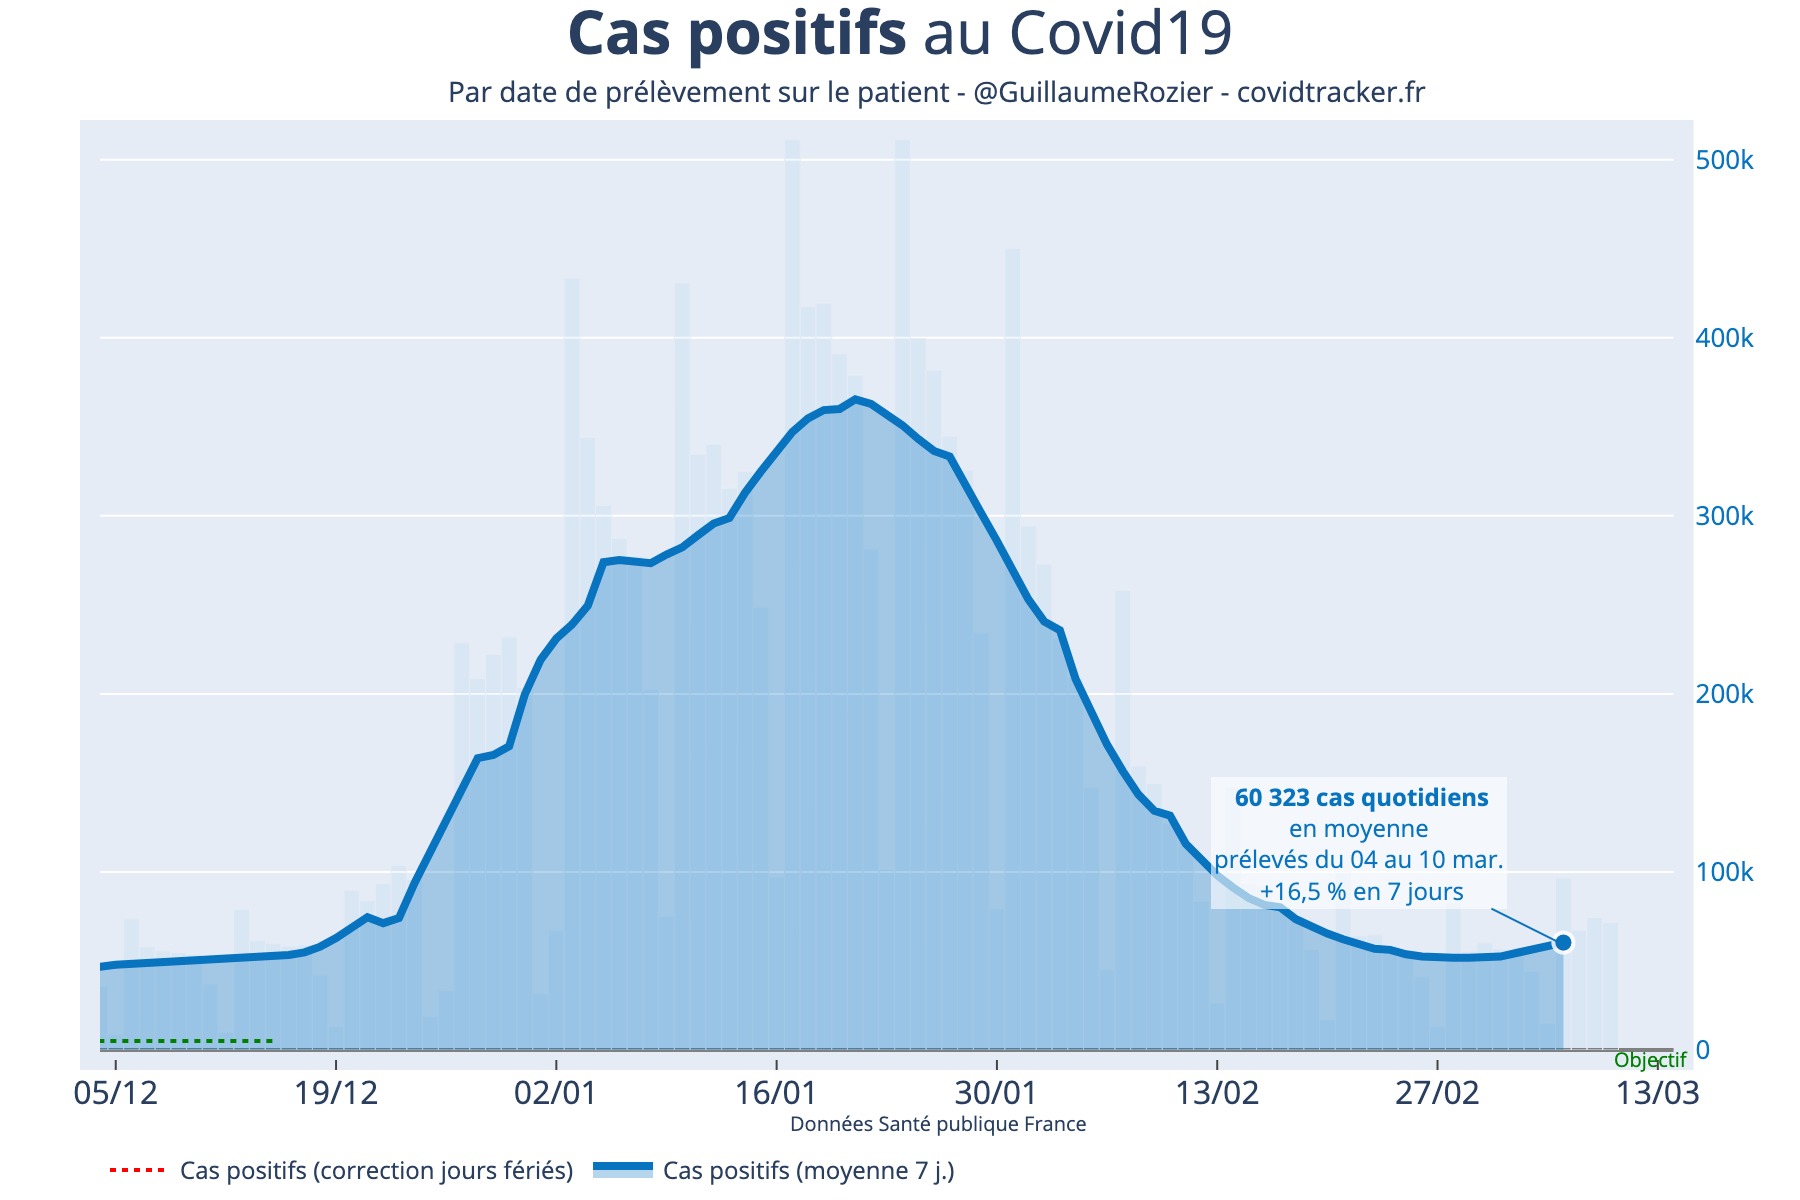 Cas positifs au Covid19
Par date de prélèvement sur le patient - @GuillaumeRozier - covidtracker.fr
500k
400k
300k
200k
60 323 cas quotidiens
en moyenne
prélevés du 04 au 10 mar.
+16,5 % en 7 jours
100k
0
Objectif
05/12 19/12 02/01 16/01 30/01 13/02 27/02 13/03
Données Santé publique France
Cas positifs (correction jours fériés) Cas positifs (moyenne 7 j.)